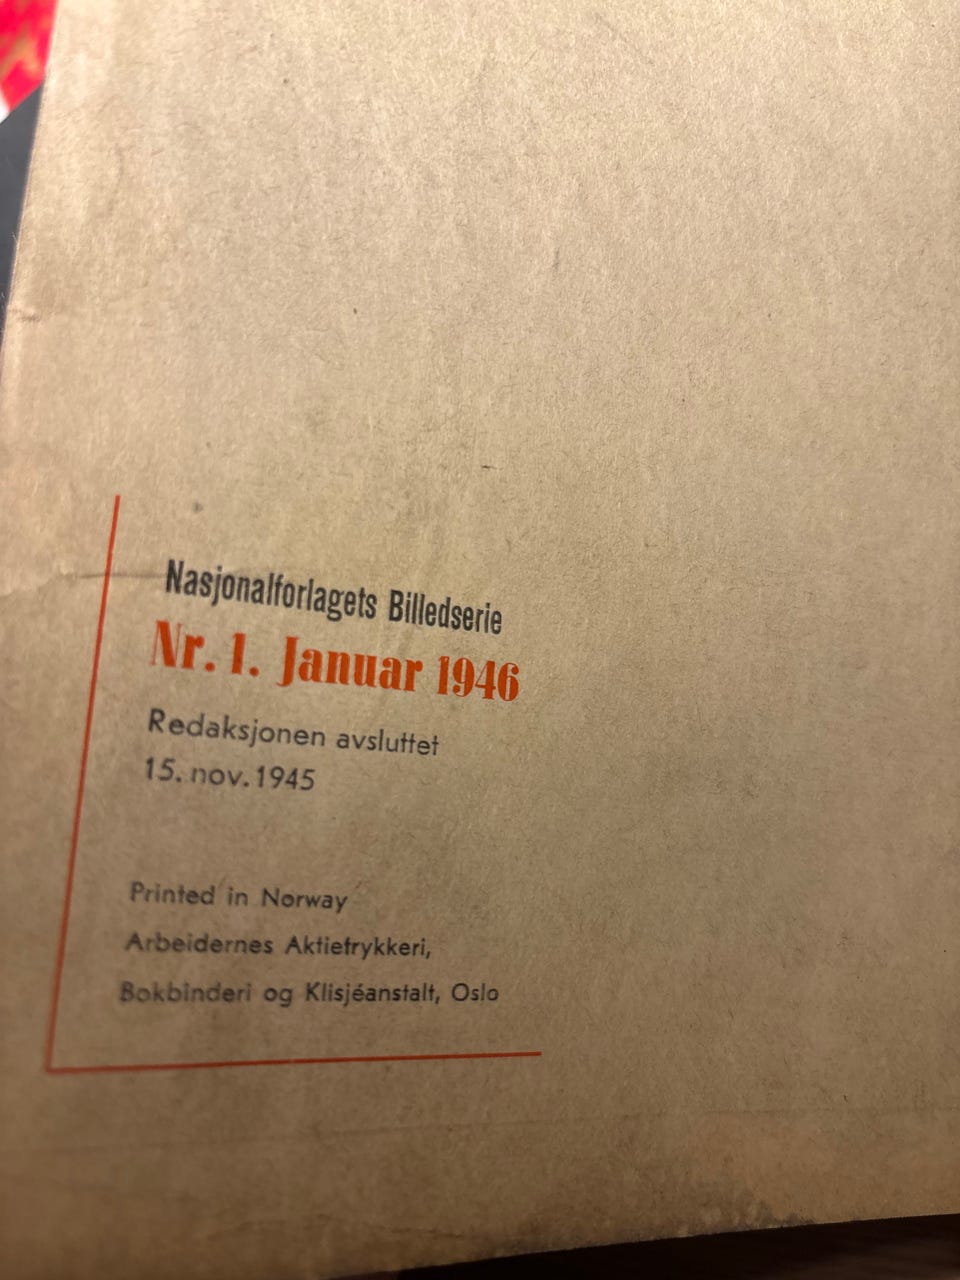 Nasjonalforlagets Billedserie
Nr. 1. Januar 1946
Redaksjonen avsluttet
15. nov. 1945
Printed in Norway
Arbeidernes Aktietrykkeri,
Bokbinderi og Klisjéanstalt, Oslo